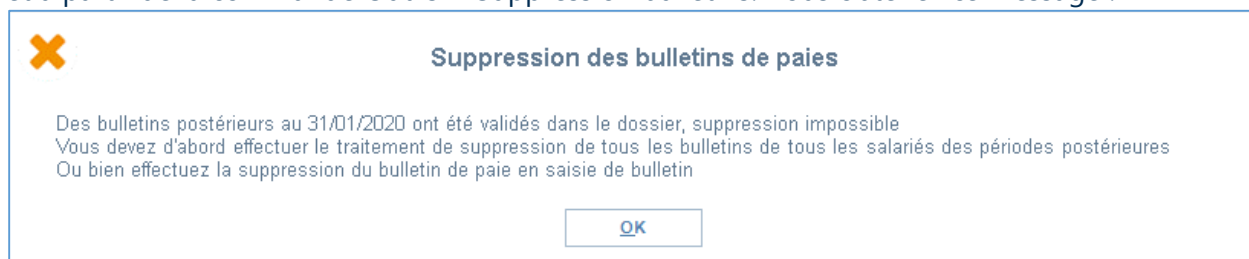 Suppression des bulletins de paies
Des bulletins postérieurs au 31/01/2020 ont été validés dans le dossier, suppression impossible
Vous devez d'abord effectuer le traitement de suppression de tous les bulletins de tous les salariés des périodes postérieures
Ou bien effectuez la suppression du bulletin de paie en saisie de bulletin
OK